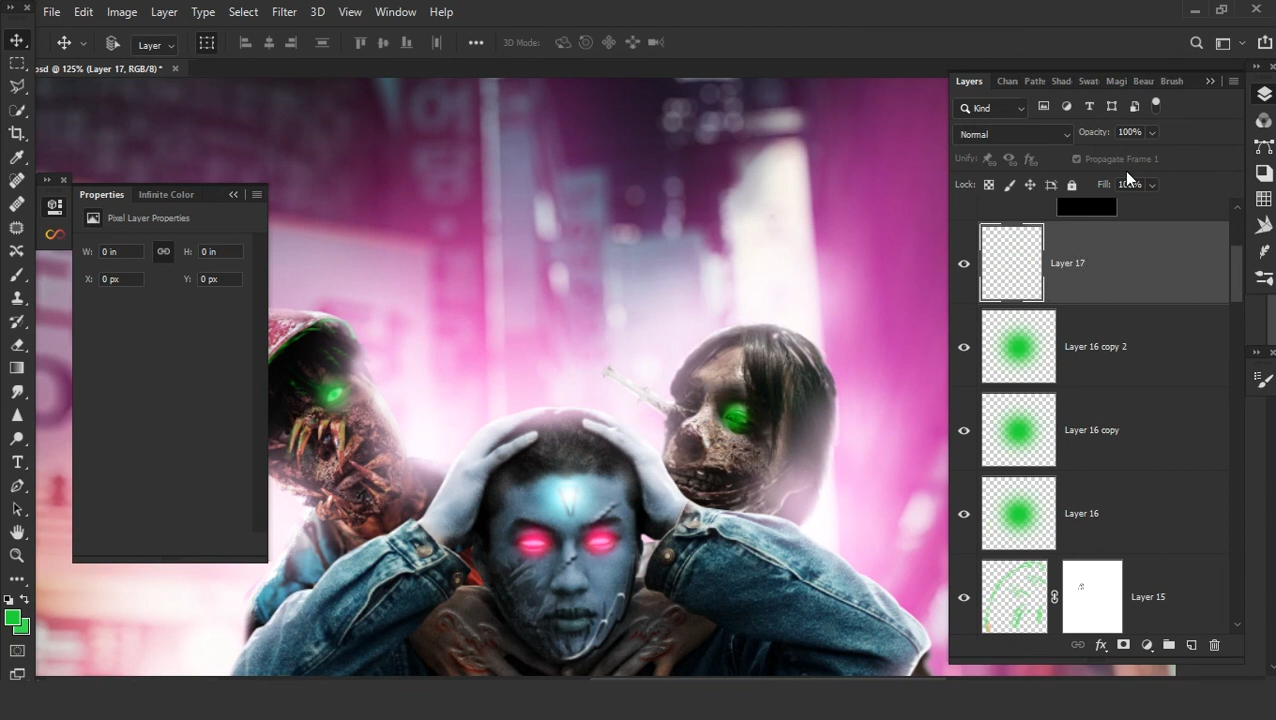 File Edit Image Layer Type Select Filter 3D View Window Help
Layer 3D Mode:
psd @ 125% (Layer 17, RGB/8) *
Layers Chan Paths Shad Swat Magi Beau Brush
Kind
Normal Opacity: 100%
Unify: Propagate Frame 1
Lock: Fill: 100%
Properties Infinite Color
Pixel Layer Properties
W: 0 in H: 0 in
X: 0 px Y: 0 px
Layer 17
Layer 16 copy 2
Layer 16 copy
Layer 16
Layer 15